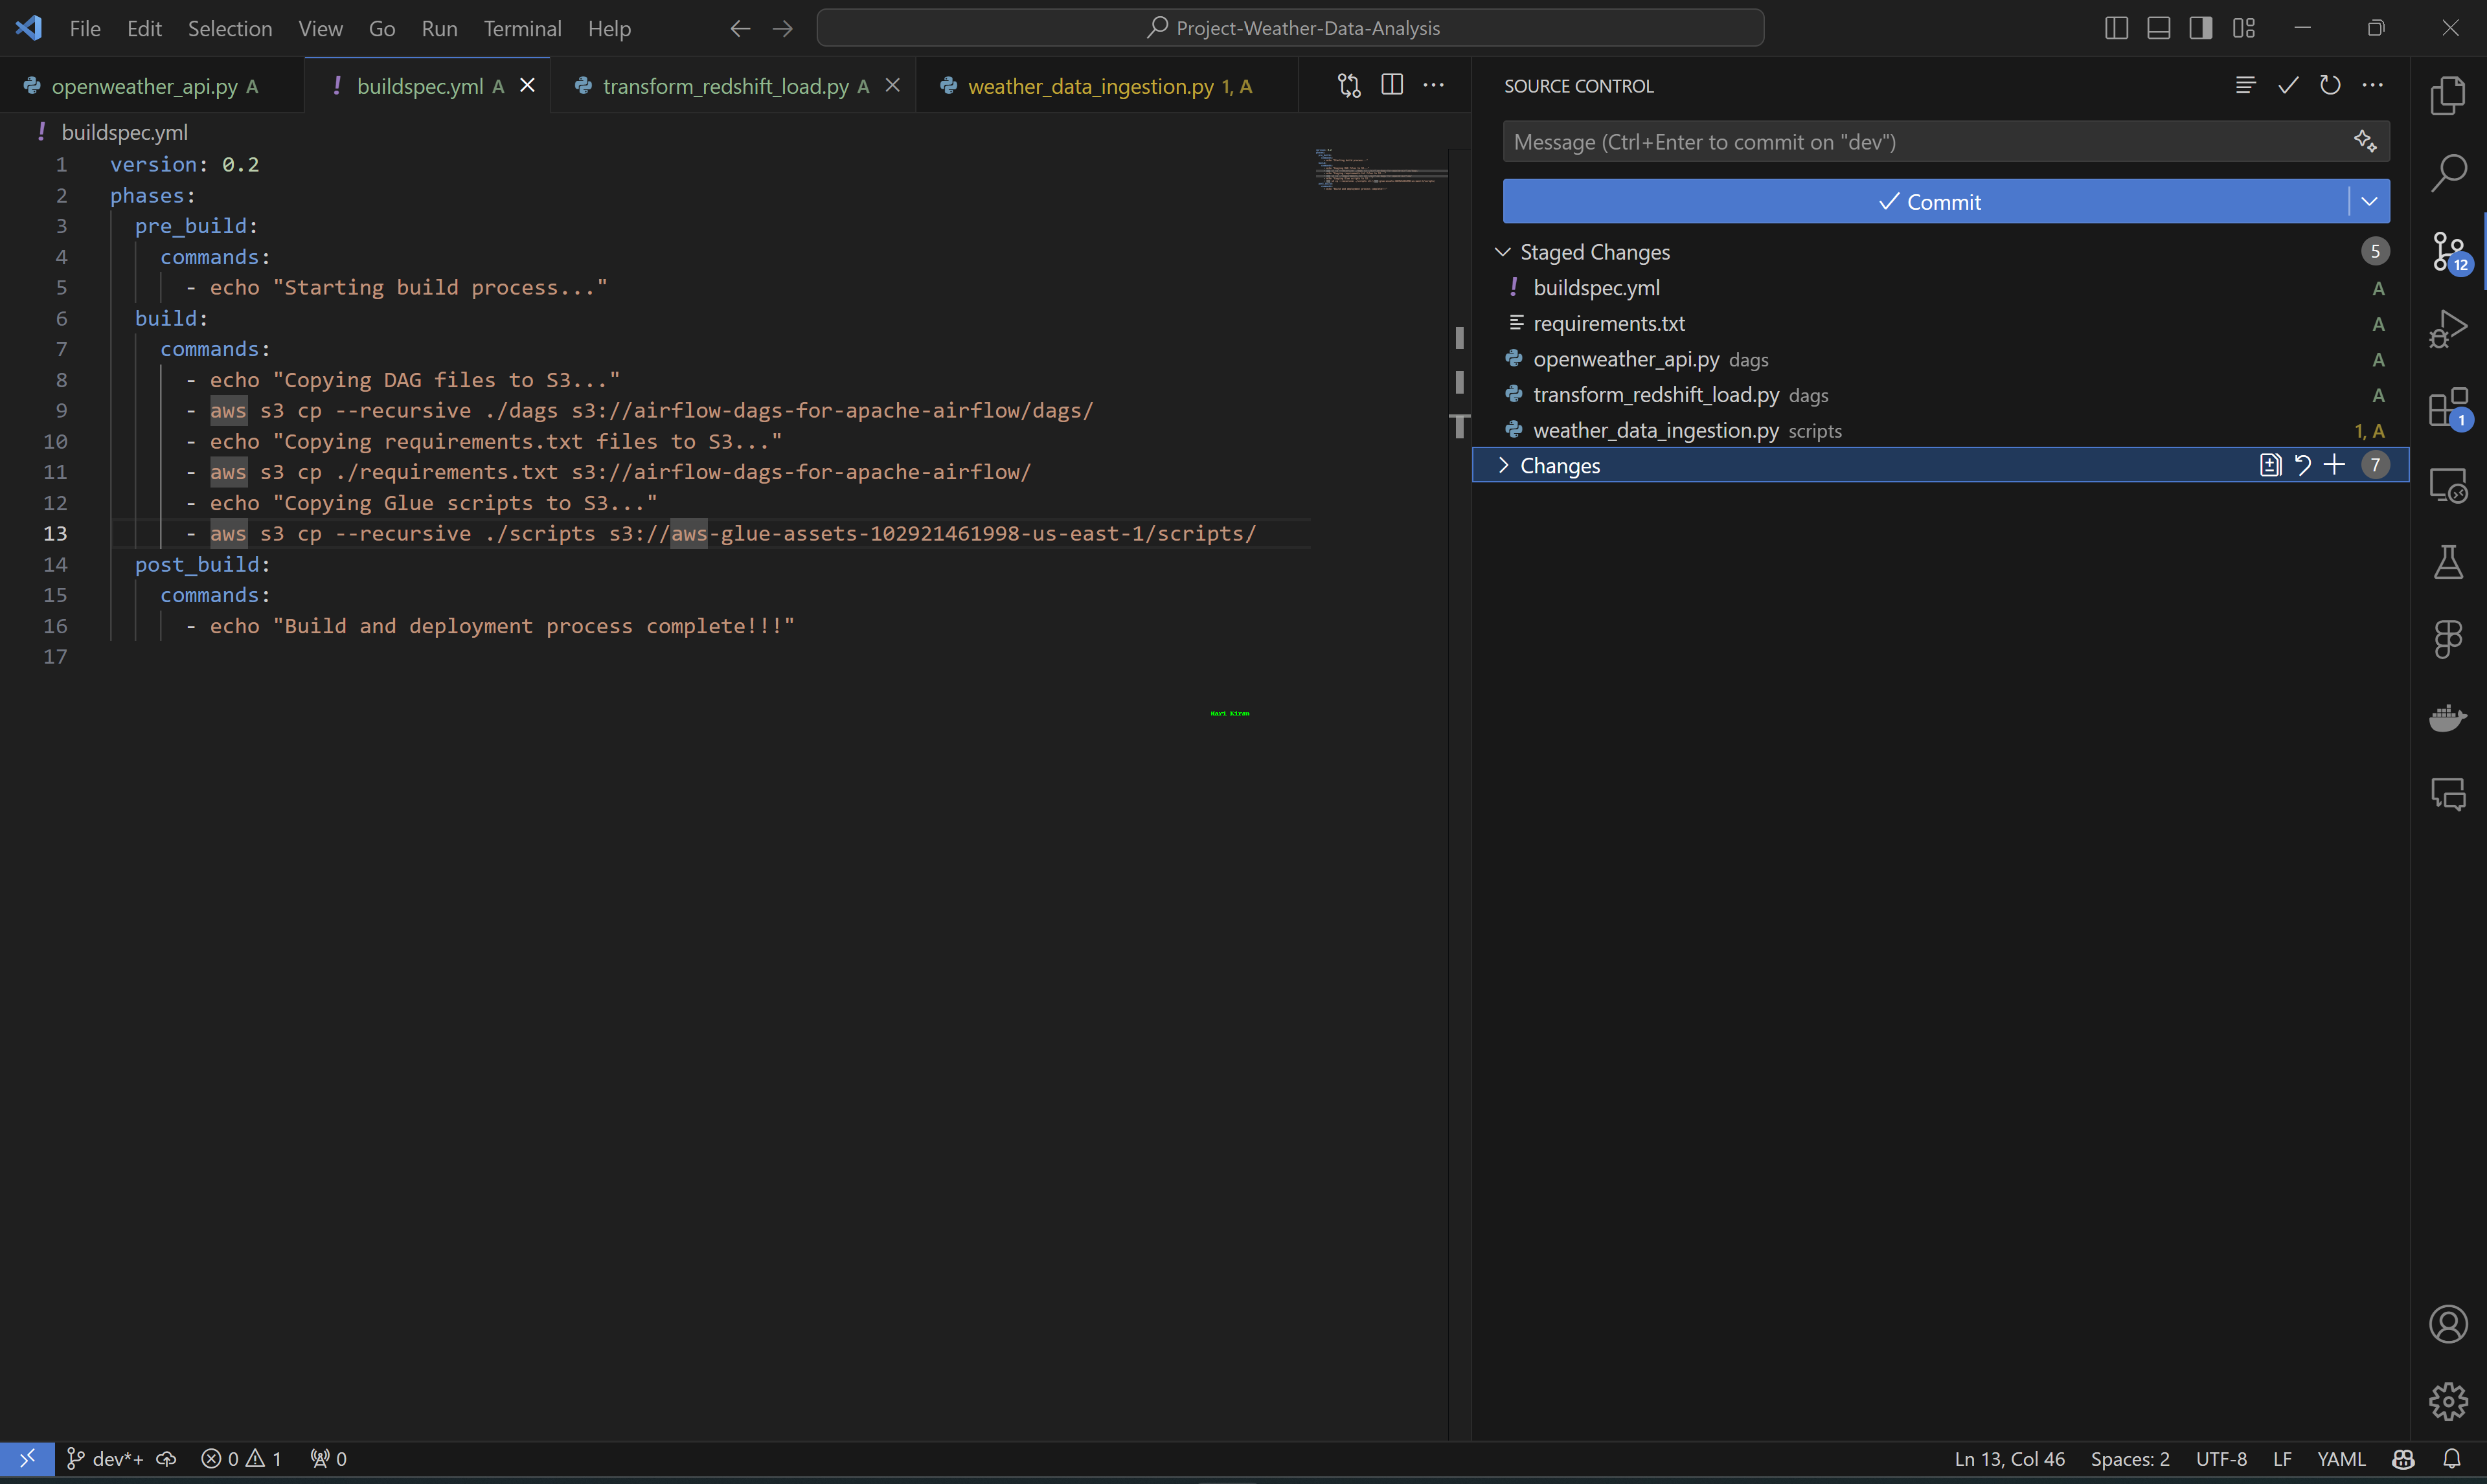 File Edit Selection View Go Run Terminal Help
Project-Weather-Data-Analysis
openweather_api.py A
buildspec.yml A
transform_redshift_load.py A
weather_data_ingestion.py 1, A
buildspec.yml
1 version: 0.2
2 phases:
3 pre_build:
4 commands:
5 - echo "Starting build process..."
6 build:
7 commands:
8 - echo "Copying DAG files to S3..."
9 - aws s3 cp --recursive ./dags s3://airflow-dags-for-apache-airflow/dags/
10 - echo "Copying requirements.txt files to S3..."
11 - aws s3 cp ./requirements.txt s3://airflow-dags-for-apache-airflow/
12 - echo "Copying Glue scripts to S3..."
13 - aws s3 cp --recursive ./scripts s3://aws-glue-assets-102921461998-us-east-1/scripts/
14 post_build:
15 commands:
16 - echo "Build and deployment process complete!!!"
17
SOURCE CONTROL
Message (Ctrl+Enter to commit on "dev")
Commit
Staged Changes 5
buildspec.yml A
requirements.txt A
openweather_api.py dags A
transform_redshift_load.py dags A
weather_data_ingestion.py scripts 1, A
Changes 7
12
1
dev*+ 0 1 0
Ln 13, Col 46 Spaces: 2 UTF-8 LF YAML